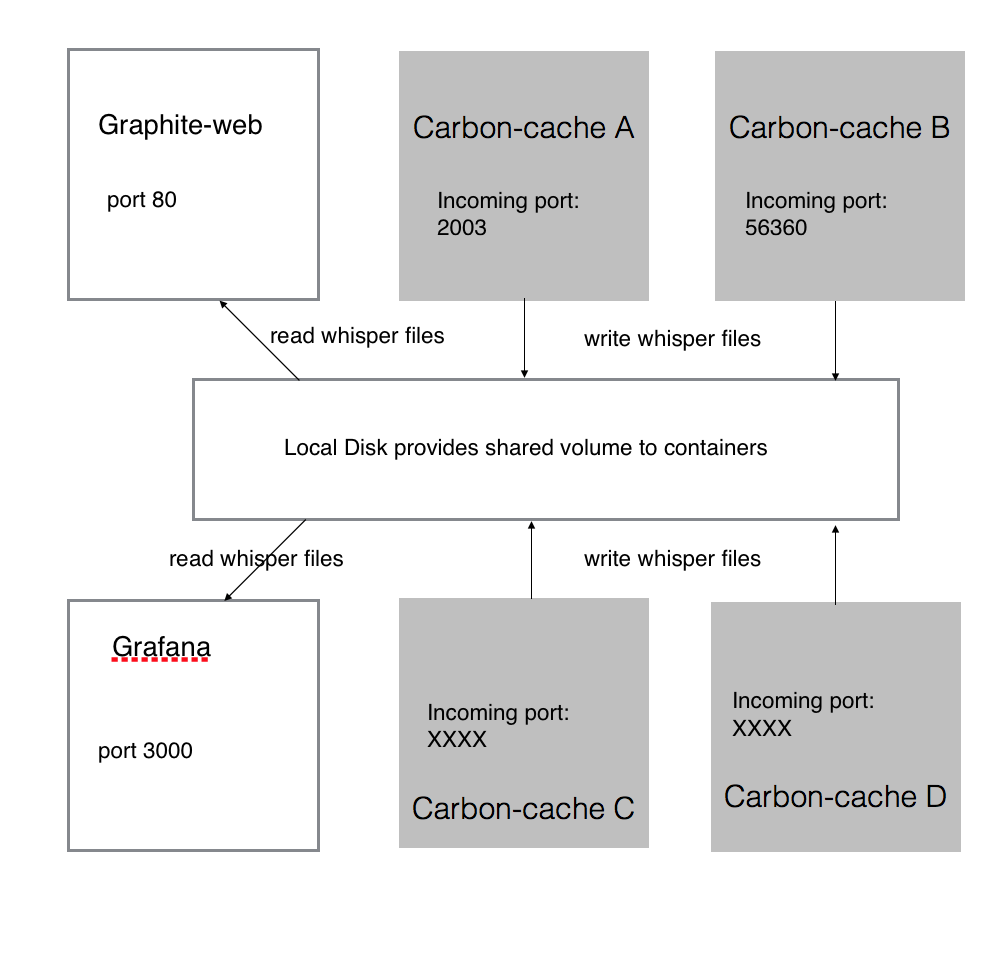 Graphite-web
port 80
Carbon-cache A
Incoming port:
2003
Carbon-cache B
Incoming port:
56360
read whisper files
write whisper files
Local Disk provides shared volume to containers
read whisper files
write whisper files
Grafana
port 3000
Incoming port:
XXXX
Carbon-cache C
Incoming port:
XXXX
Carbon-cache D